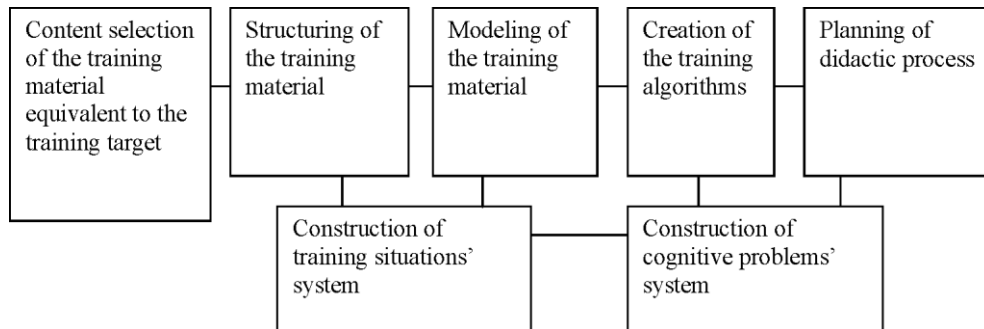 Content selection
of the training
material
equivalent to the
training target
Structuring of
the training
material
Modeling of
the training
material
Creation of
the training
algorithms
Planning of
didactic process
Construction of
training situations’
system
Construction of
cognitive problems’
system